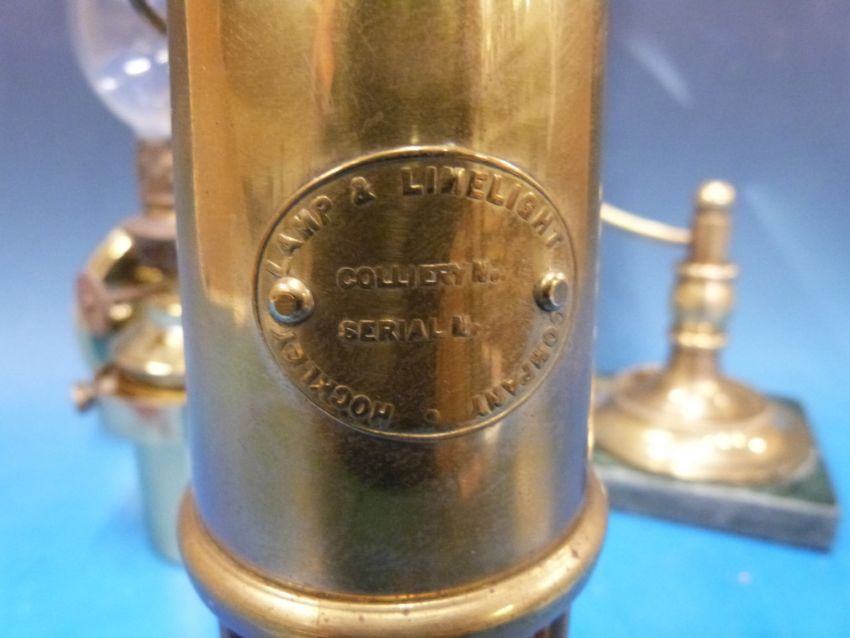 HOCKLEY LAMP & LIMELIGHT COMPANY •
COLLIERY No.
SERIAL No.